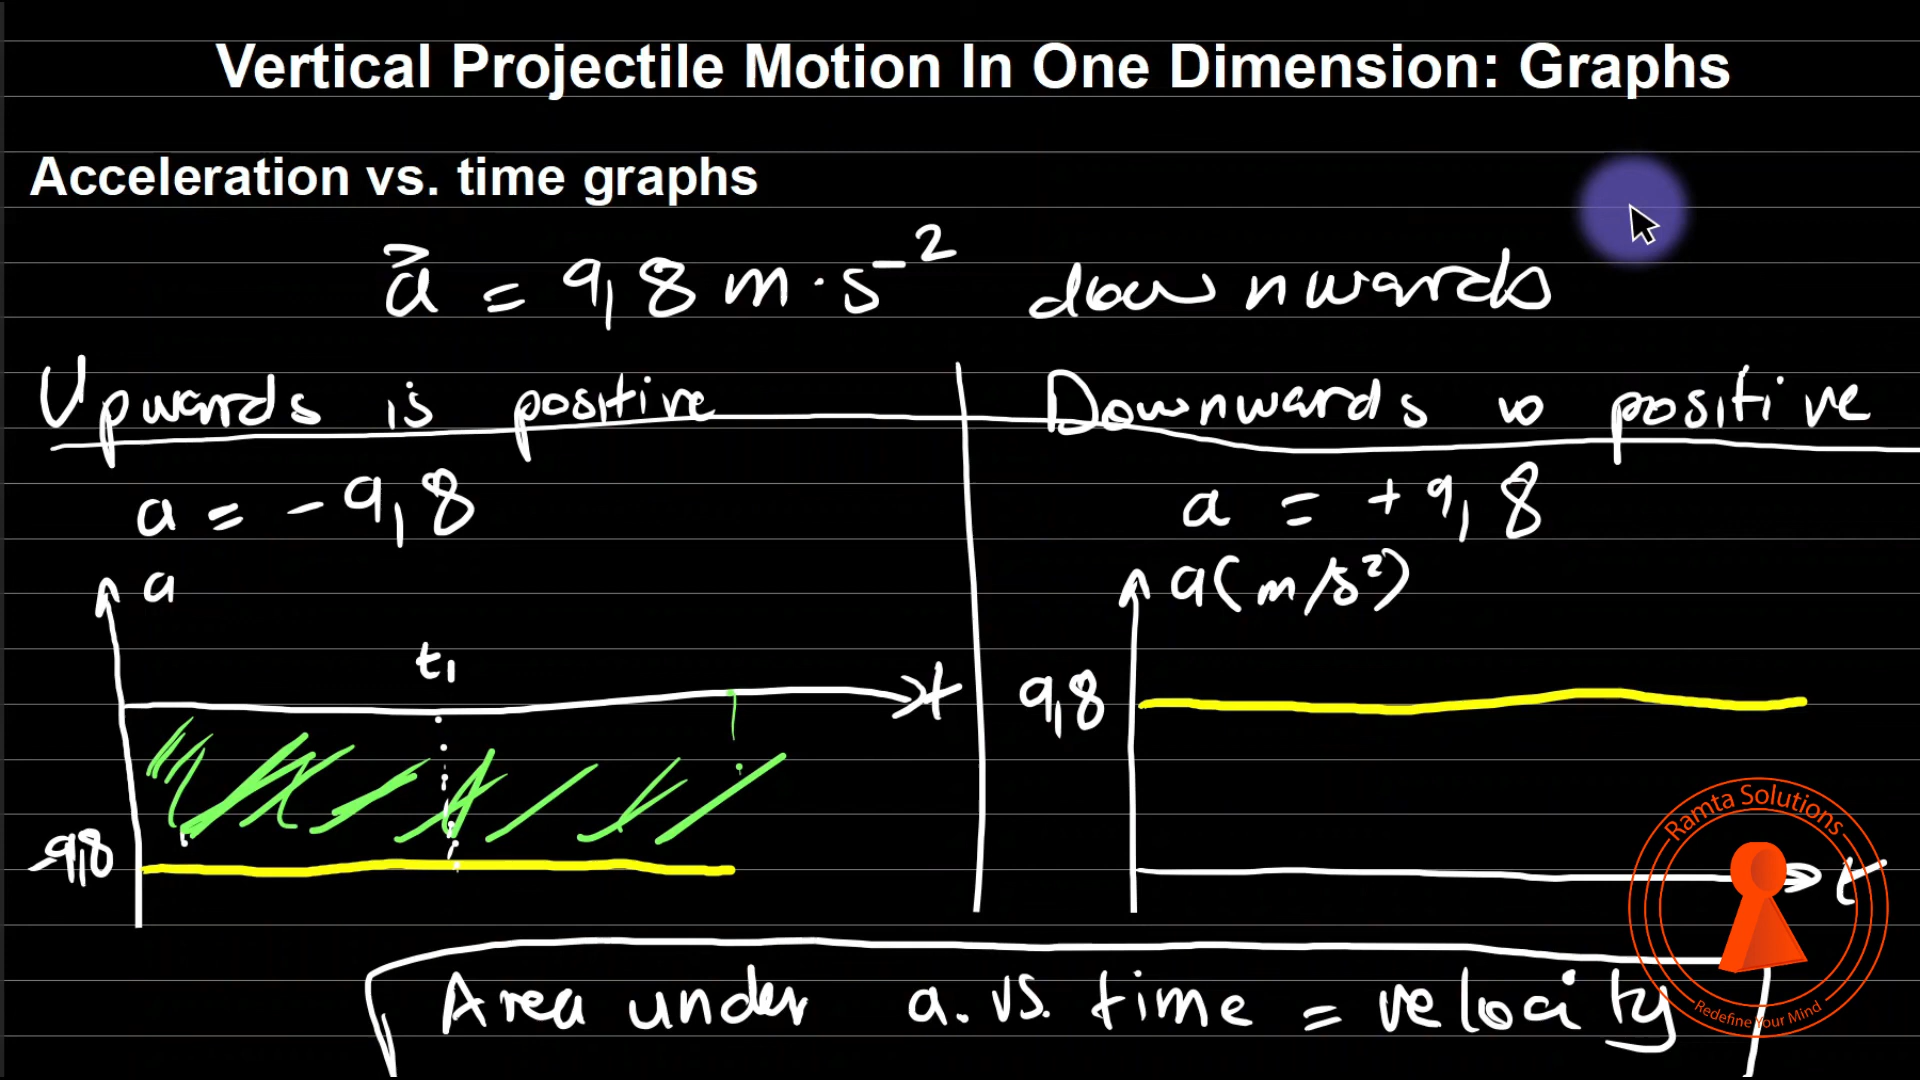 Vertical Projectile Motion In One Dimension: Graphs
Acceleration vs. time graphs
a⃗ = 9,8 m·s⁻² downwards
Upwards is positive
a = -9,8
a
t₁
t
-9,8
Downwards is positive
a = +9,8
a(m/s²)
9,8
t
Area under a. vs. time = velocity
Ramta Solutions
Redefine Your Mind